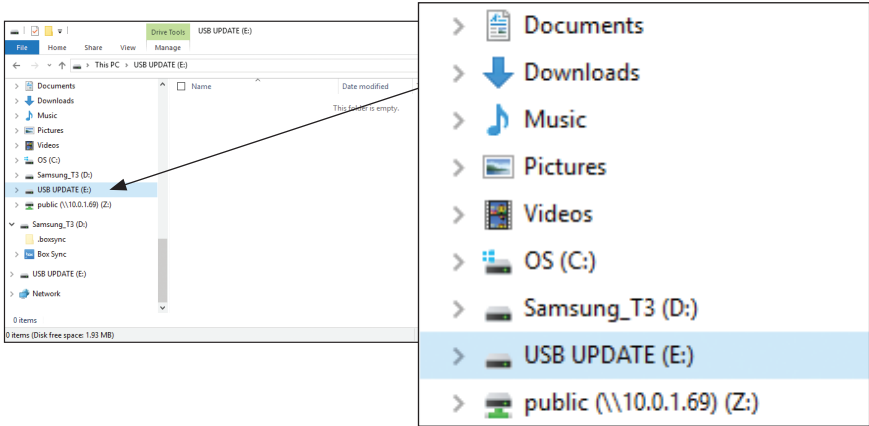 Drive Tools USB UPDATE (E:)
File Home Share View Manage
This PC > USB UPDATE (E:)
Name Date modified
This folder is empty.
Documents
Downloads
Music
Pictures
Videos
OS (C:)
Samsung_T3 (D:)
USB UPDATE (E:)
public (\\10.0.1.69) (Z:)
Samsung_T3 (D:)
.boxsync
Box Sync
USB UPDATE (E:)
Network
0 items
0 items (Disk free space: 1.93 MB)
Documents
Downloads
Music
Pictures
Videos
OS (C:)
Samsung_T3 (D:)
USB UPDATE (E:)
public (\\10.0.1.69) (Z:)